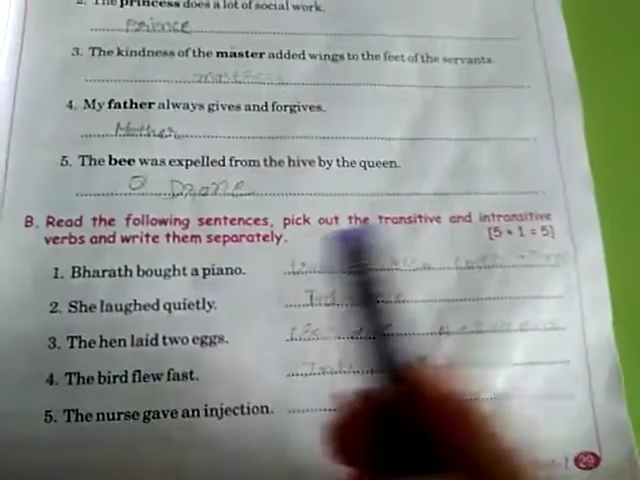 2. The princess does a lot of social work.
Prince
3. The kindness of the master added wings to the feet of the servants.
4. My father always gives and forgives.
Mother
5. The bee was expelled from the hive by the queen.
Drone
B. Read the following sentences, pick out the transitive and intransitive
verbs and write them separately. [5 × 1 = 5]
1. Bharath bought a piano.
2. She laughed quietly.
3. The hen laid two eggs.
4. The bird flew fast.
5. The nurse gave an injection.
29